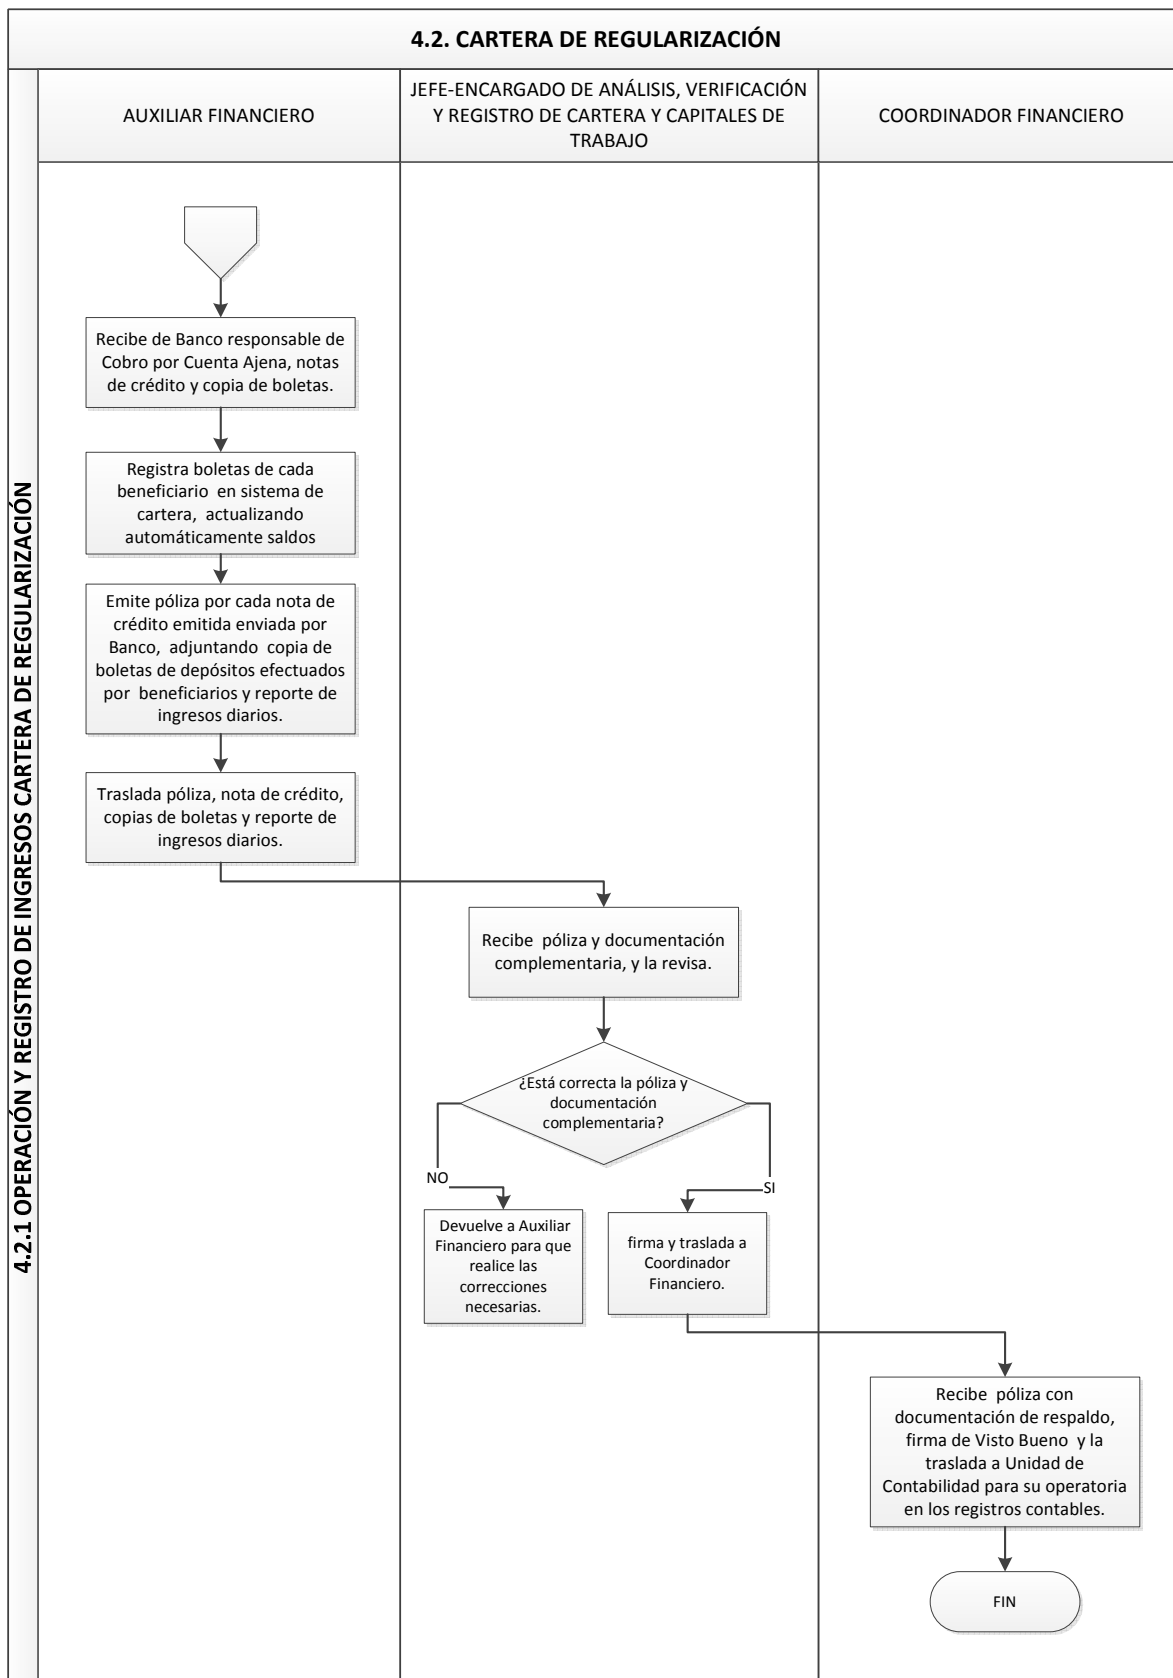 4.2. CARTERA DE REGULARIZACIÓN
4.2.1 OPERACIÓN Y REGISTRO DE INGRESOS CARTERA DE REGULARIZACIÓN
AUXILIAR FINANCIERO
JEFE-ENCARGADO DE ANÁLISIS, VERIFICACIÓN
Y REGISTRO DE CARTERA Y CAPITALES DE
TRABAJO
COORDINADOR FINANCIERO
Recibe de Banco responsable de
Cobro por Cuenta Ajena, notas
de crédito y copia de boletas.
Registra boletas de cada
beneficiario en sistema de
cartera, actualizando
automáticamente saldos
Emite póliza por cada nota de
crédito emitida enviada por
Banco, adjuntando copia de
boletas de depósitos efectuados
por beneficiarios y reporte de
ingresos diarios.
Traslada póliza, nota de crédito,
copias de boletas y reporte de
ingresos diarios.
Recibe póliza y documentación
complementaria, y la revisa.
¿Está correcta la póliza y
documentación
complementaria?
NO
SI
Devuelve a Auxiliar
Financiero para que
realice las
correcciones
necesarias.
firma y traslada a
Coordinador
Financiero.
Recibe póliza con
documentación de respaldo,
firma de Visto Bueno y la
traslada a Unidad de
Contabilidad para su operatoria
en los registros contables.
FIN